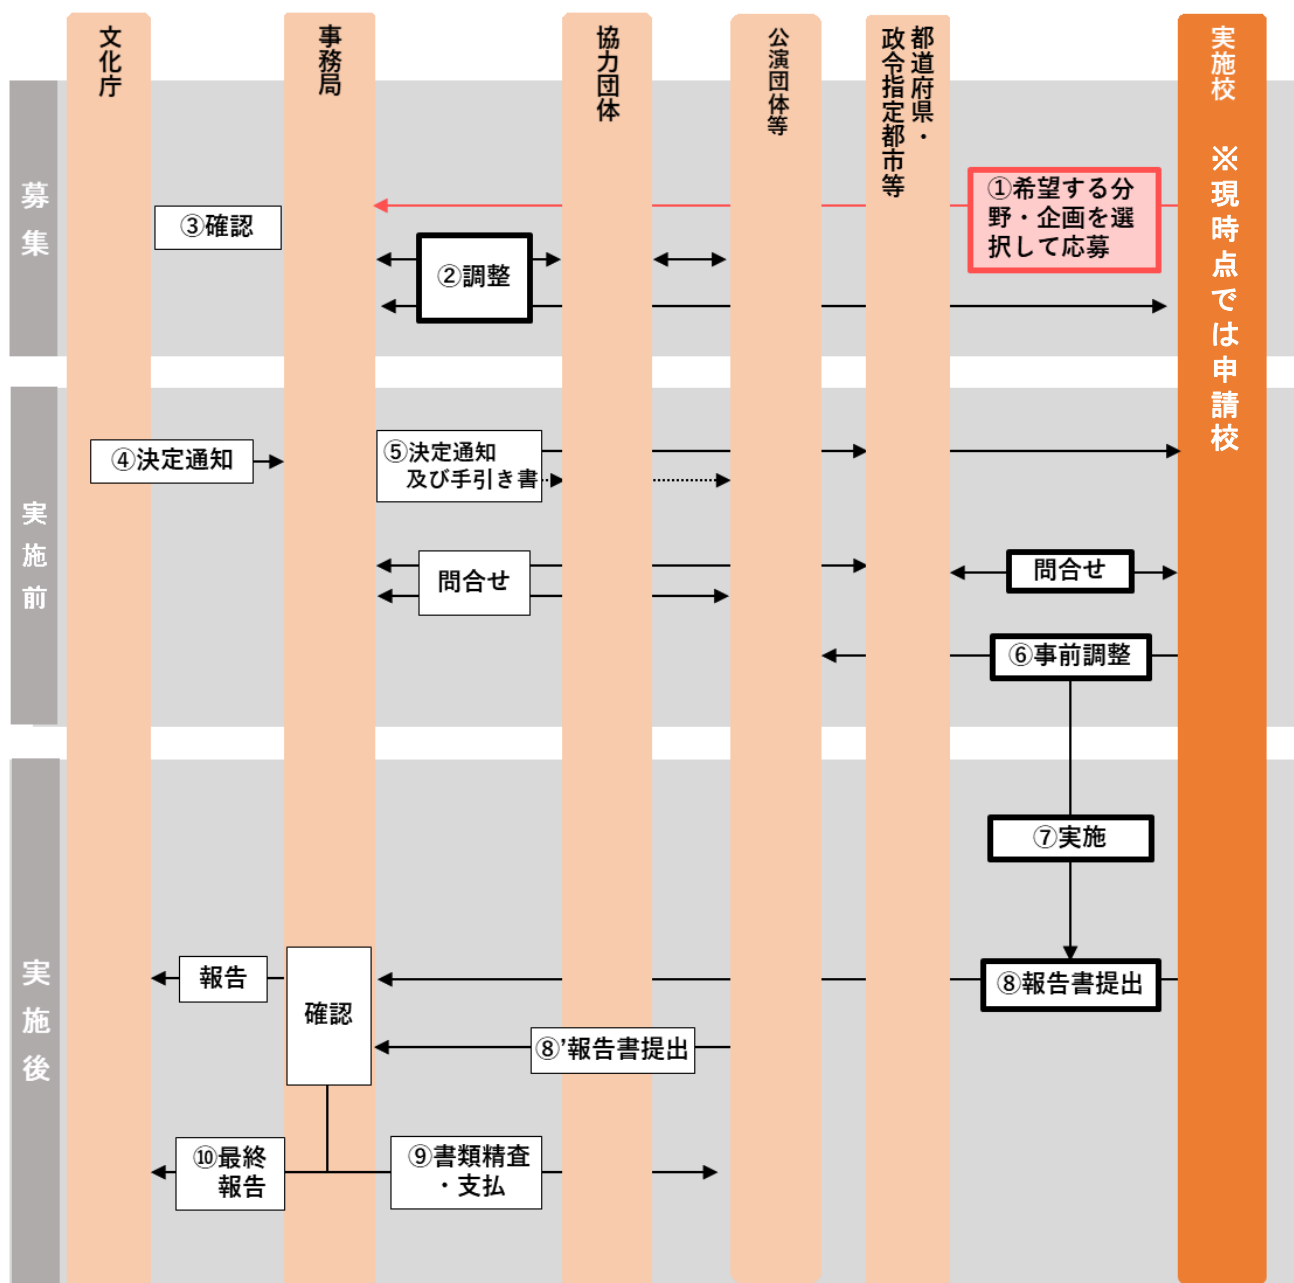 文化庁
事務局
協力団体
公演団体等
都道府県・
政令指定都市等
実施校 ※現時点では申請校
募集
①希望する分
野・企画を選
択して応募
③確認
②調整
実施前
④決定通知
⑤決定通知
及び手引き書
問合せ
問合せ
⑥事前調整
実施後
⑦実施
報告
確認
⑧報告書提出
⑧'報告書提出
⑩最終
報告
⑨書類精査
・支払